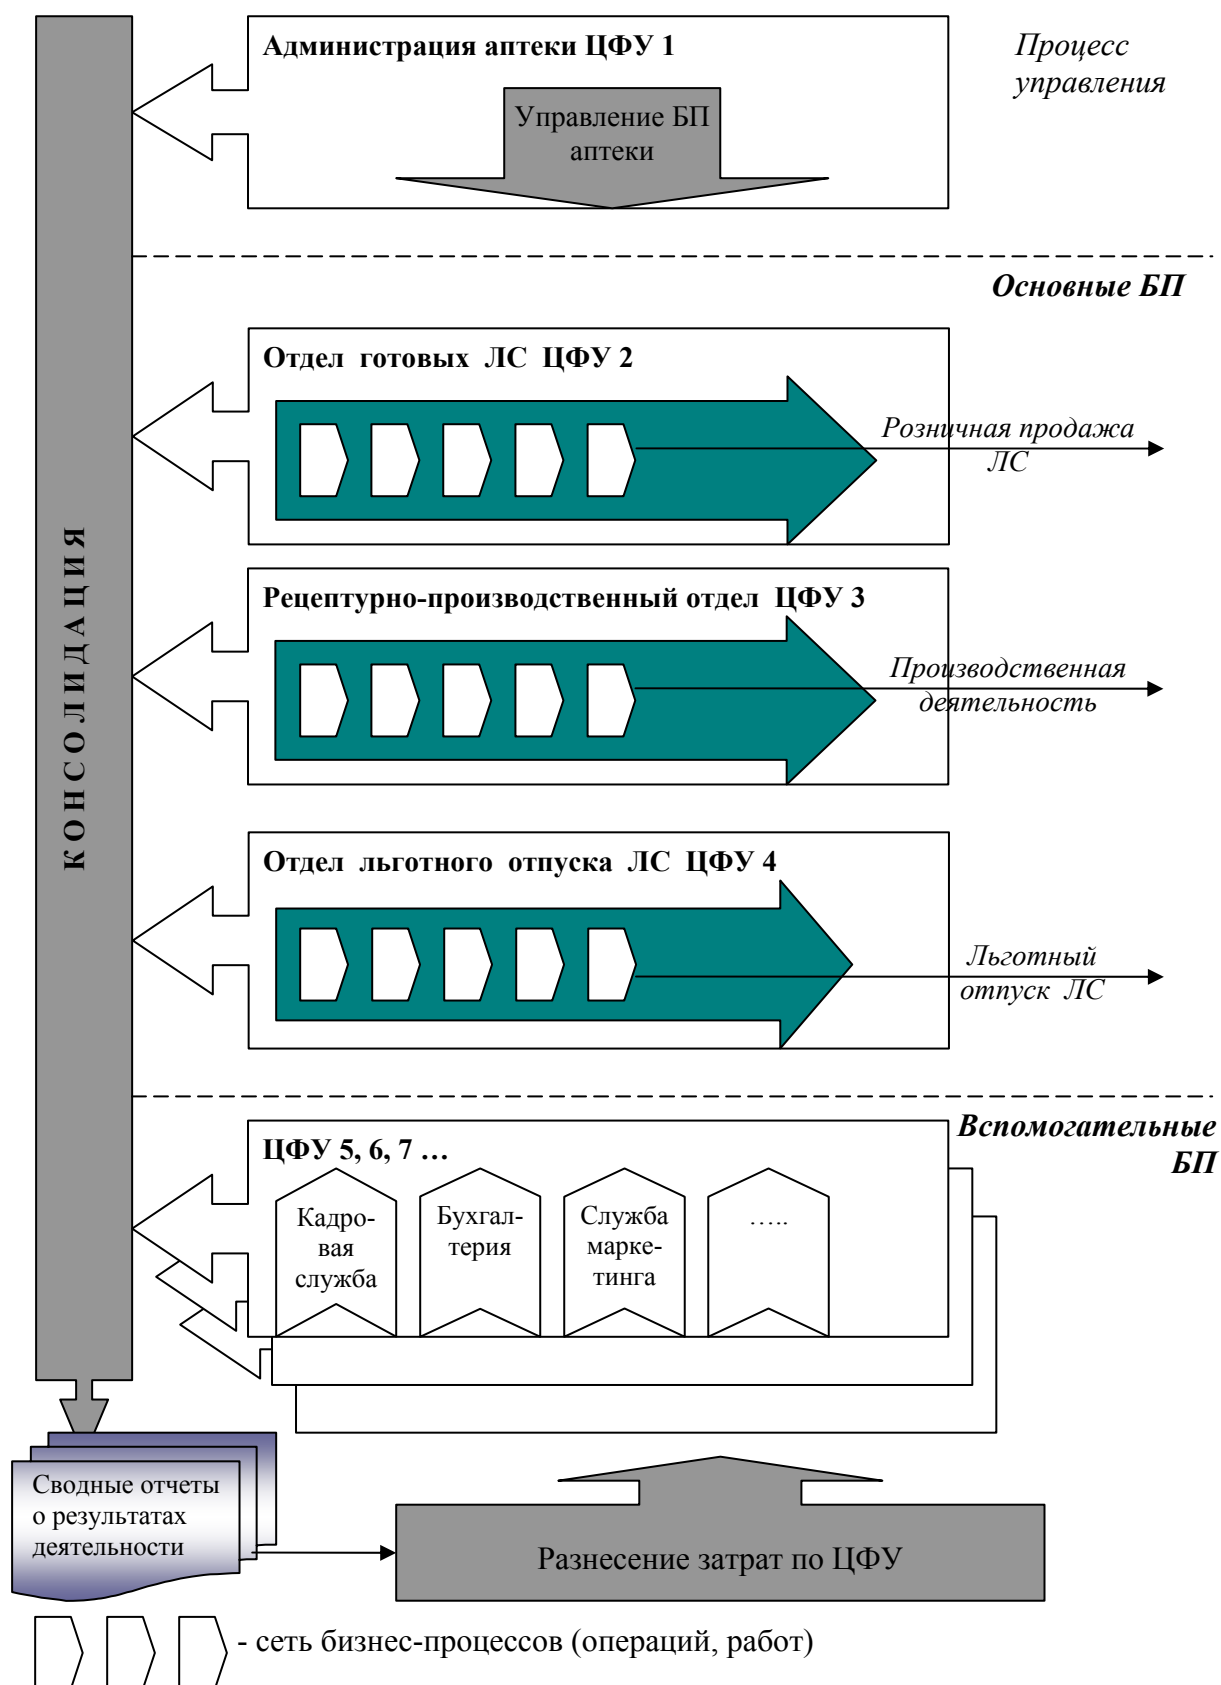 Администрация аптеки ЦФУ 1
Процесс
управления
Управление БП
аптеки
Основные БП
Отдел готовых ЛС ЦФУ 2
Розничная продажа
ЛС
Рецептурно-производственный отдел ЦФУ 3
Производственная
деятельность
КОНСОЛИДАЦИЯ
Отдел льготного отпуска ЛС ЦФУ 4
Льготный
отпуск ЛС
Вспомогательные
БП
ЦФУ 5, 6, 7 …
Кадро-
вая
служба
Бухгал-
терия
Служба
марке-
тинга
…..
Сводные отчеты
о результатах
деятельности
Разнесение затрат по ЦФУ
- сеть бизнес-процессов (операций, работ)